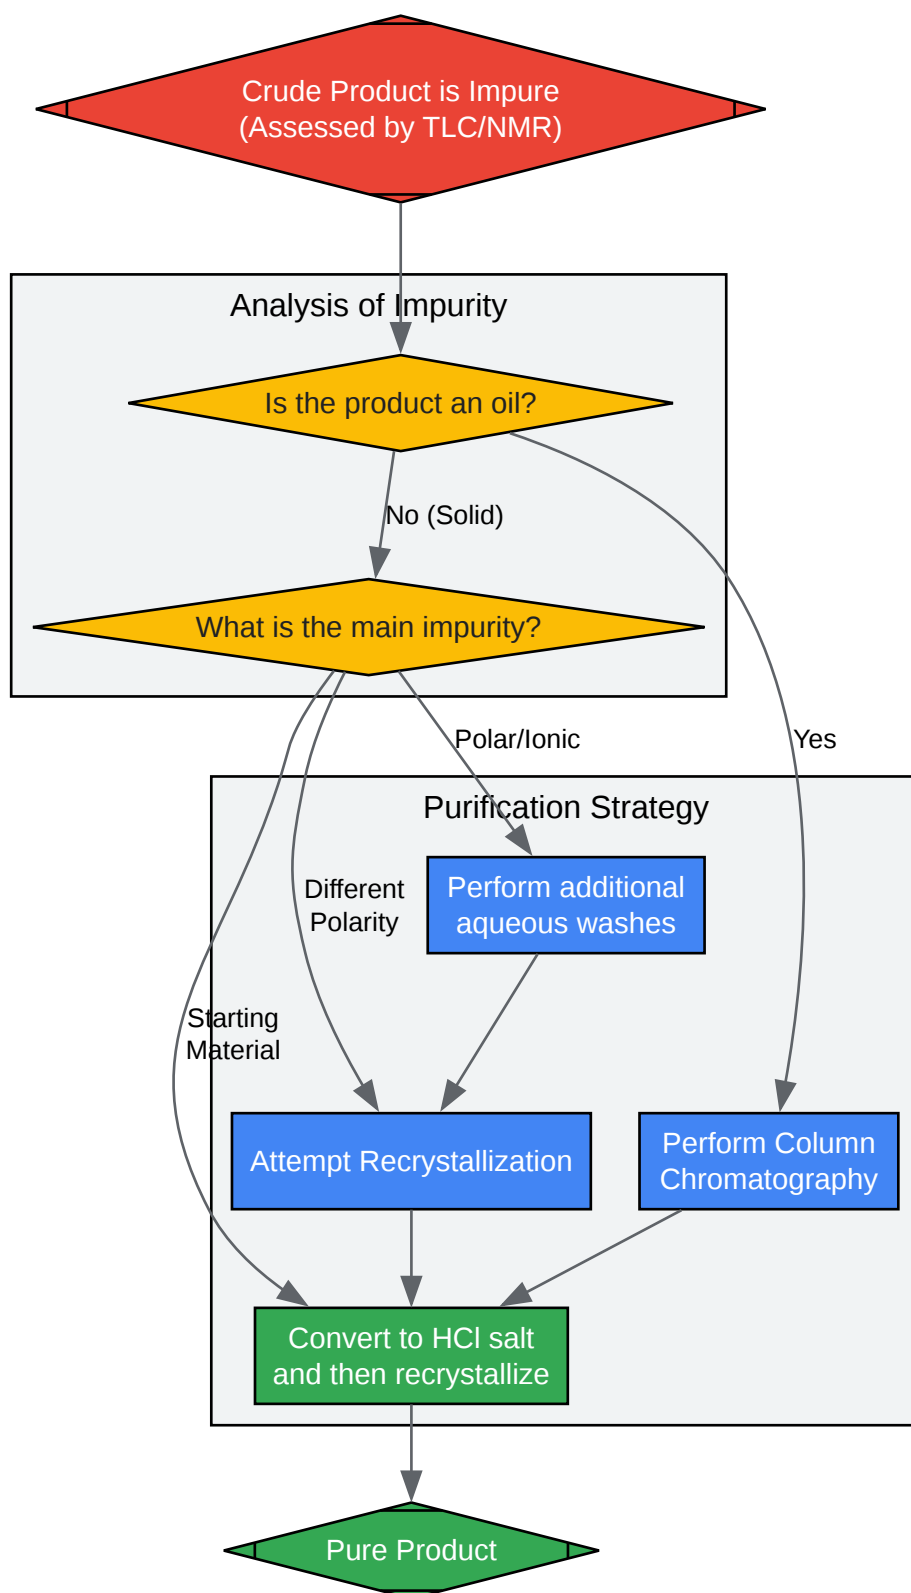 Crude Product is Impure
(Assessed by TLC/NMR)
Analysis of Impurity
Is the product an oil?
No (Solid)
What is the main impurity?
Polar/Ionic
Yes
Purification Strategy
Different
Polarity
Perform additional
aqueous washes
Starting
Material
Attempt Recrystallization
Perform Column
Chromatography
Convert to HCl salt
and then recrystallize
Pure Product